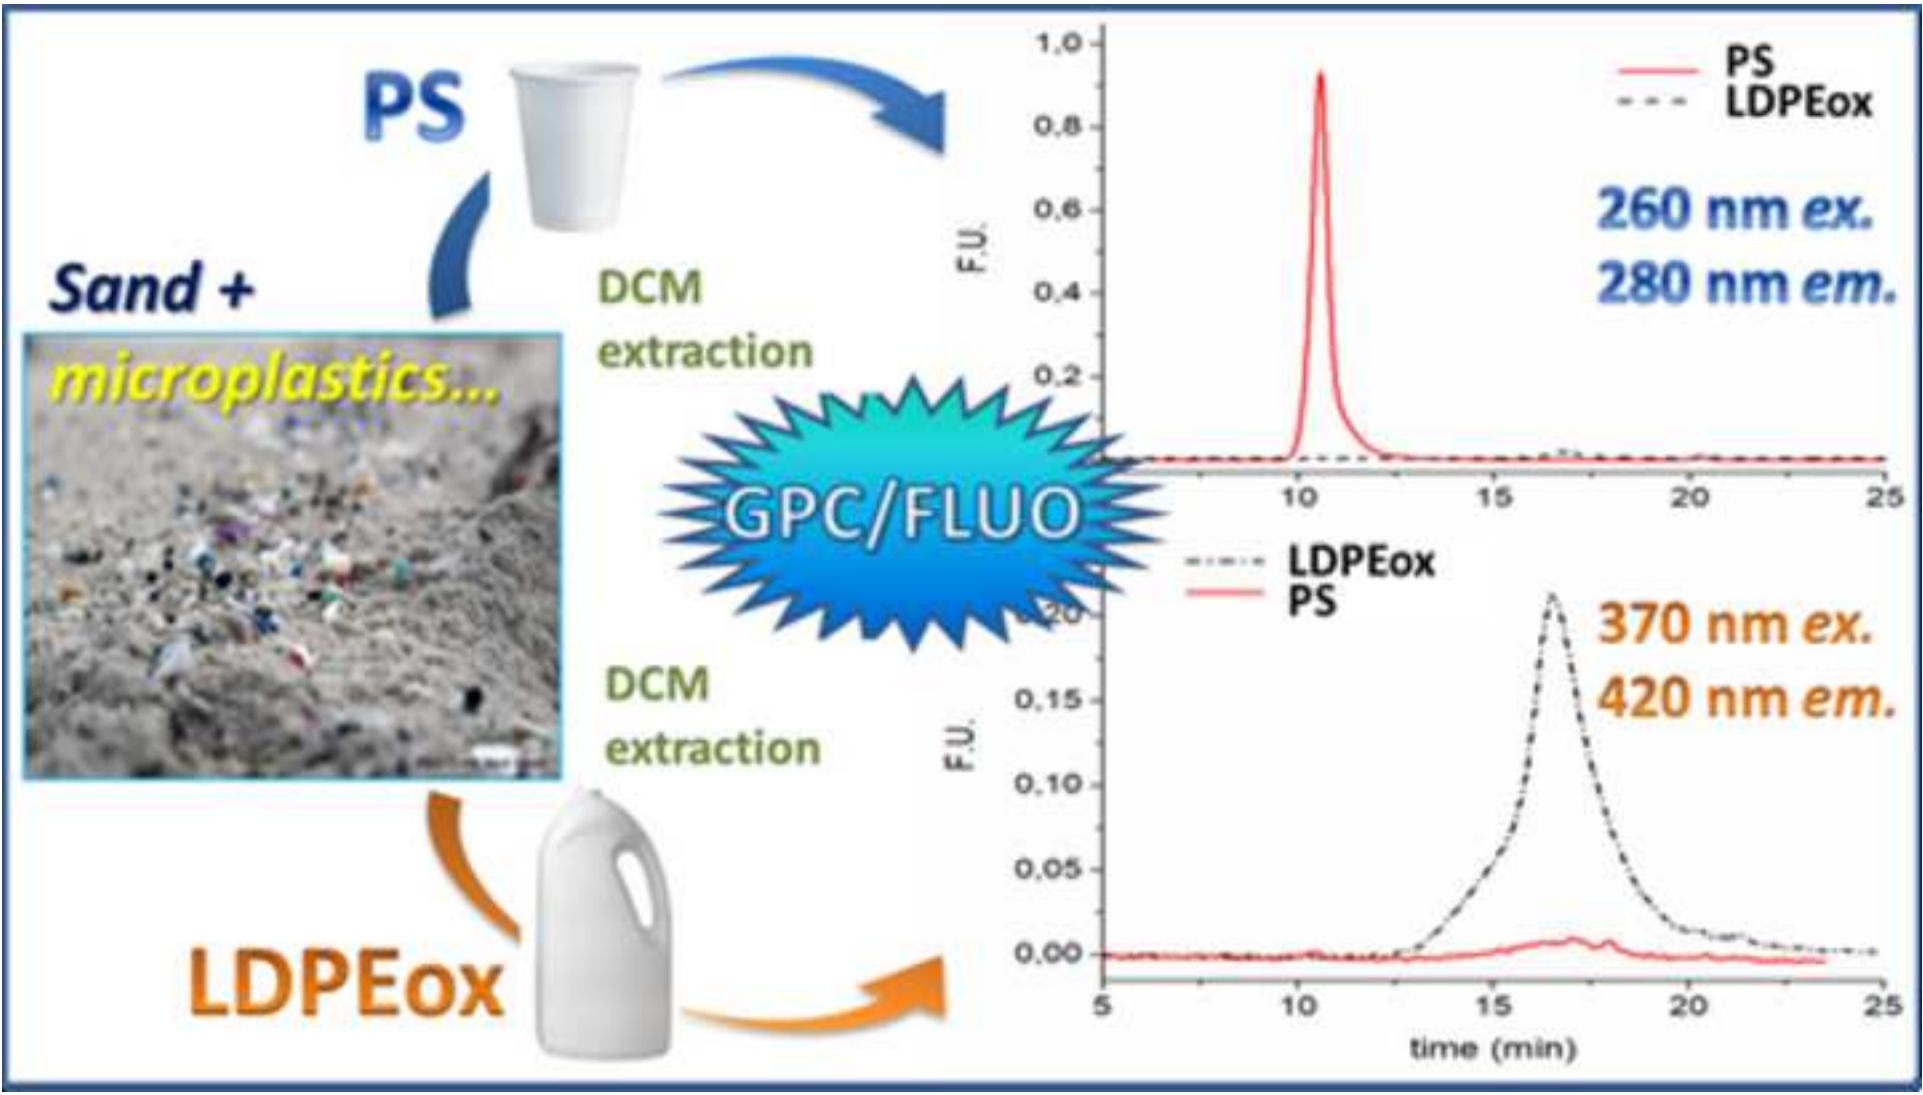 PS
Sand +
microplastics...
DCM
extraction
GPC/FLUO
DCM
extraction
LDPEox
1,0
0,8
0,6
0,4
0,2
F.U.
PS
LDPEox
260 nm ex.
280 nm em.
10 15 20 25
LDPEox
PS
370 nm ex.
420 nm em.
20
0,15
0,10
0,05
0,00
F.U.
5 10 15 20 25
time (min)